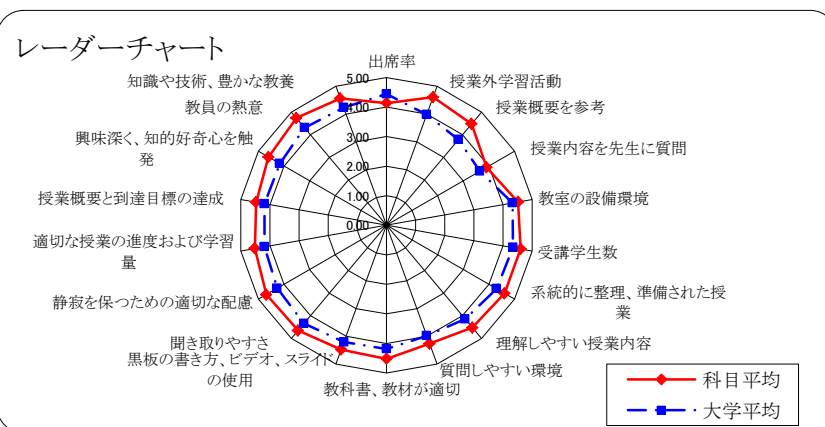 レーダーチャート
出席率
授業外学習活動
授業概要を参考
授業内容を先生に質問
教室の設備環境
受講学生数
系統的に整理、準備された授
業
理解しやすい授業内容
質問しやすい環境
教科書、教材が適切
黒板の書き方、ビデオ、スライド
の使用
聞き取りやすさ
静寂を保つための適切な配慮
適切な授業の進度および学習
量
授業概要と到達目標の達成
興味深く、知的好奇心を触
発
教員の熱意
知識や技術、豊かな教養
5.00
4.00
3.00
2.00
1.00
0.00
科目平均
大学平均